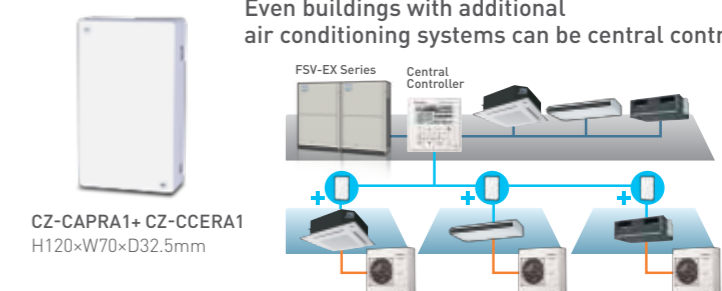 Even buildings with additional
air conditioning systems can be central contr
FSV-EX Series
Central
Controller
CZ-CAPRA1+ CZ-CCERA1
H120×W70×D32.5mm
+
+
+